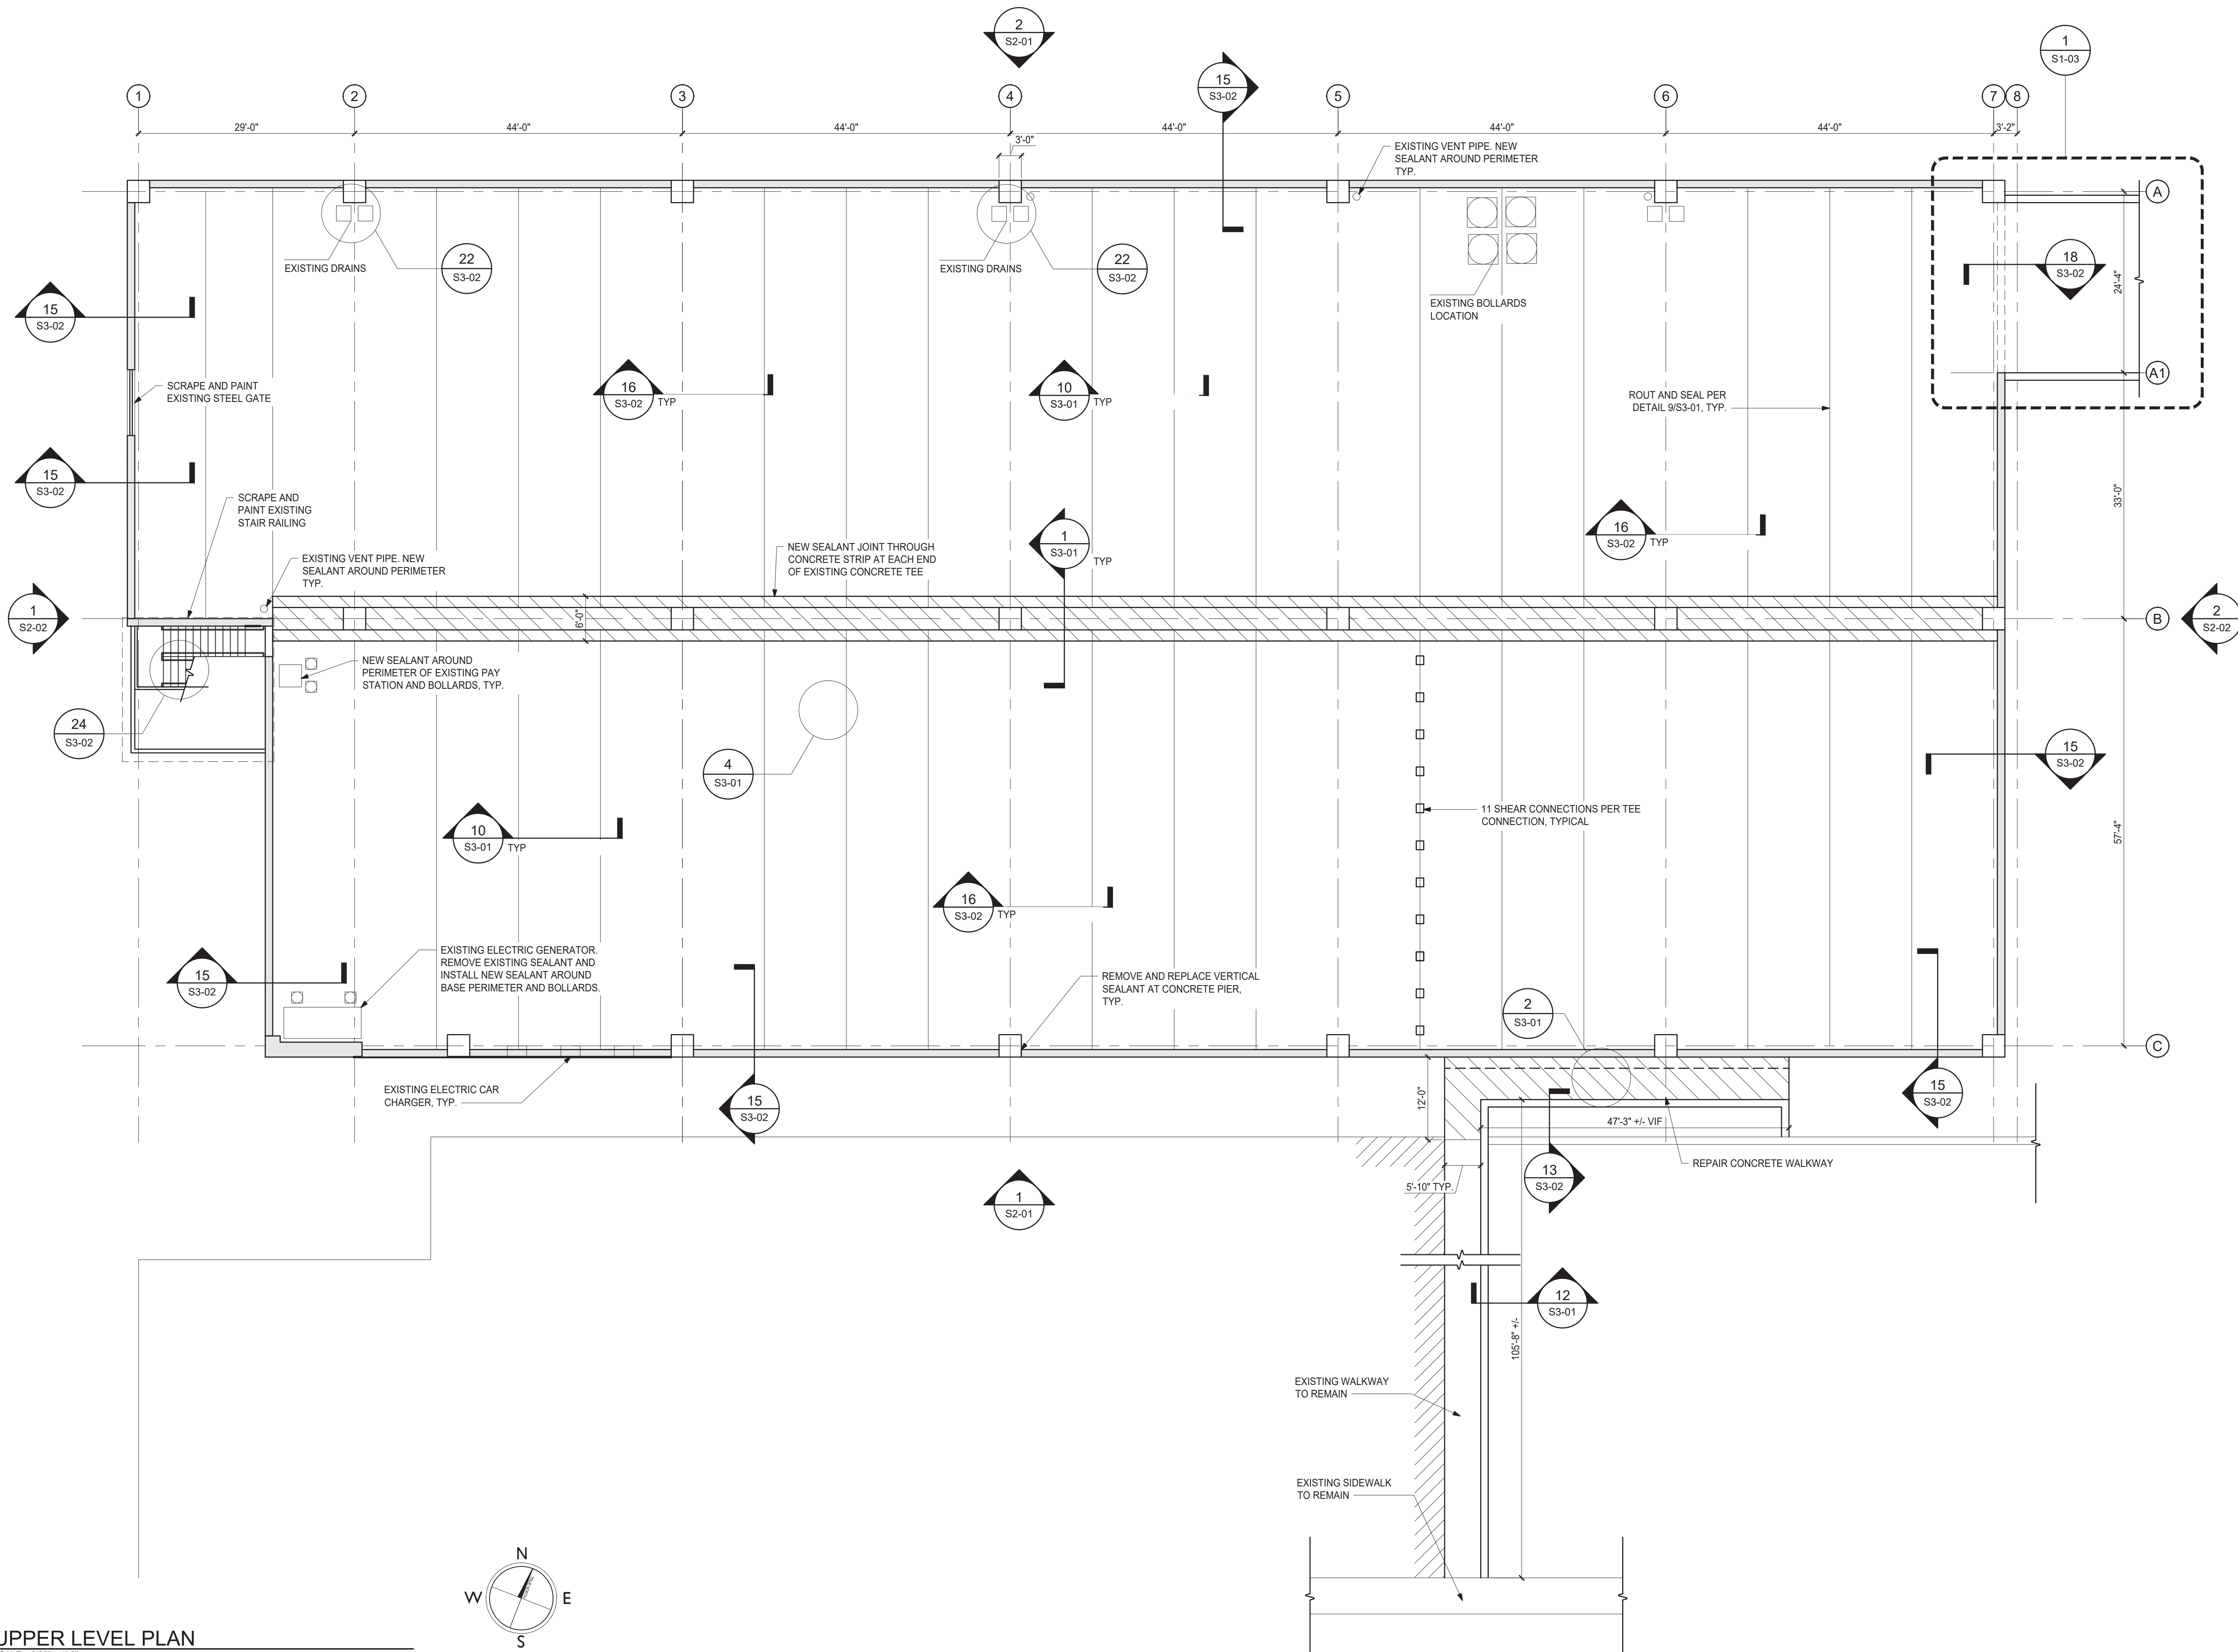 2
S2-01
1
S1-03
15
S3-02
1
2
3
4
5
6
7
8
29'-0"
44'-0"
44'-0"
44'-0"
44'-0"
44'-0"
3'-2"
3'-0"
EXISTING VENT PIPE. NEW
SEALANT AROUND PERIMETER
TYP.
A
EXISTING DRAINS
22
S3-02
EXISTING DRAINS
22
S3-02
EXISTING BOLLARDS
LOCATION
18
S3-02
24'-4"
15
S3-02
A1
SCRAPE AND PAINT
EXISTING STEEL GATE
16
S3-02
TYP
10
S3-01
TYP
ROUT AND SEAL PER
DETAIL 9/S3-01, TYP.
15
S3-02
SCRAPE AND
PAINT EXISTING
STAIR RAILING
33'-0"
EXISTING VENT PIPE. NEW
SEALANT AROUND PERIMETER
TYP.
NEW SEALANT JOINT THROUGH
CONCRETE STRIP AT EACH END
OF EXISTING CONCRETE TEE
1
S3-01
TYP
16
S3-02
TYP
1
S2-02
6'-0"
B
2
S2-02
NEW SEALANT AROUND
PERIMETER OF EXISTING PAY
STATION AND BOLLARDS, TYP.
24
S3-02
4
S3-01
15
S3-02
11 SHEAR CONNECTIONS PER TEE
CONNECTION, TYPICAL
10
S3-01
TYP
57'-4"
16
S3-02
TYP
15
S3-02
EXISTING ELECTRIC GENERATOR.
REMOVE EXISTING SEALANT AND
INSTALL NEW SEALANT AROUND
BASE PERIMETER AND BOLLARDS.
REMOVE AND REPLACE VERTICAL
SEALANT AT CONCRETE PIER,
TYP.
2
S3-01
C
EXISTING ELECTRIC CAR
CHARGER, TYP.
15
S3-02
12'-0"
15
S3-02
47'-3" +/- VIF
REPAIR CONCRETE WALKWAY
13
S3-02
5'-10" TYP.
1
S2-01
12
S3-01
105'-8" +/-
EXISTING WALKWAY
TO REMAIN
EXISTING SIDEWALK
TO REMAIN
N
W
E
S
UPPER LEVEL PLAN